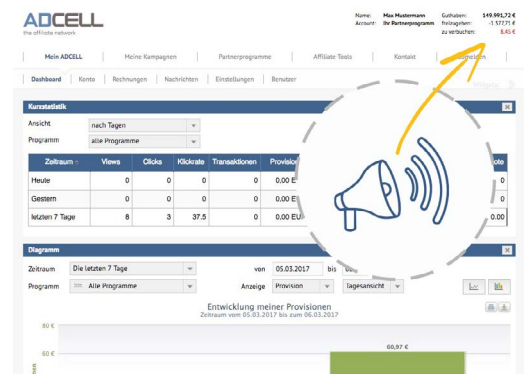 ADCELL
the affiliate network
Name: Max Mustermann Guthaben: 149.991,72 €
Account: Ihr Partnerprogramm freizugeben: -1.577,71 €
zu verbuchen: 8,45 €
Mein ADCELL Meine Kampagnen Partnerprogramme Affiliate Tools Kontakt Abmelden
Dashboard Konto Rechnungen Nachrichten Einstellungen Benutzer
Kurzstatistik
Ansicht nach Tagen
Programm alle Programme
Zeitraum Views Clicks Klickrate Transaktionen
Heute 0 0 0 0 0,00 0
Gestern 0 0 0 0 0,00 0
letzten 7 Tage 8 3 37.5 0 0,00 EU 0.00
Diagramm
Zeitraum Die letzten 7 Tage von 05.03.2017 bis
Programm Alle Programme Anzeige Provision Tagesansicht
Entwicklung meiner Provisionen
Zeitraum vom 05.03.2017 bis zum 06.03.2017
80 €
60,97 €
60 €